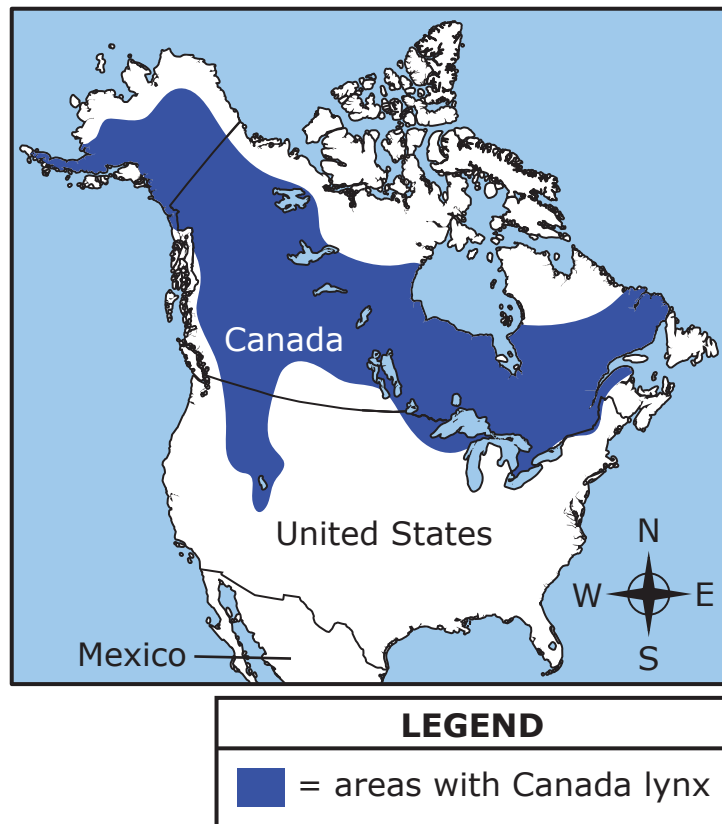 Canada
United States
N
W E
S
Mexico
LEGEND
= areas with Canada lynx